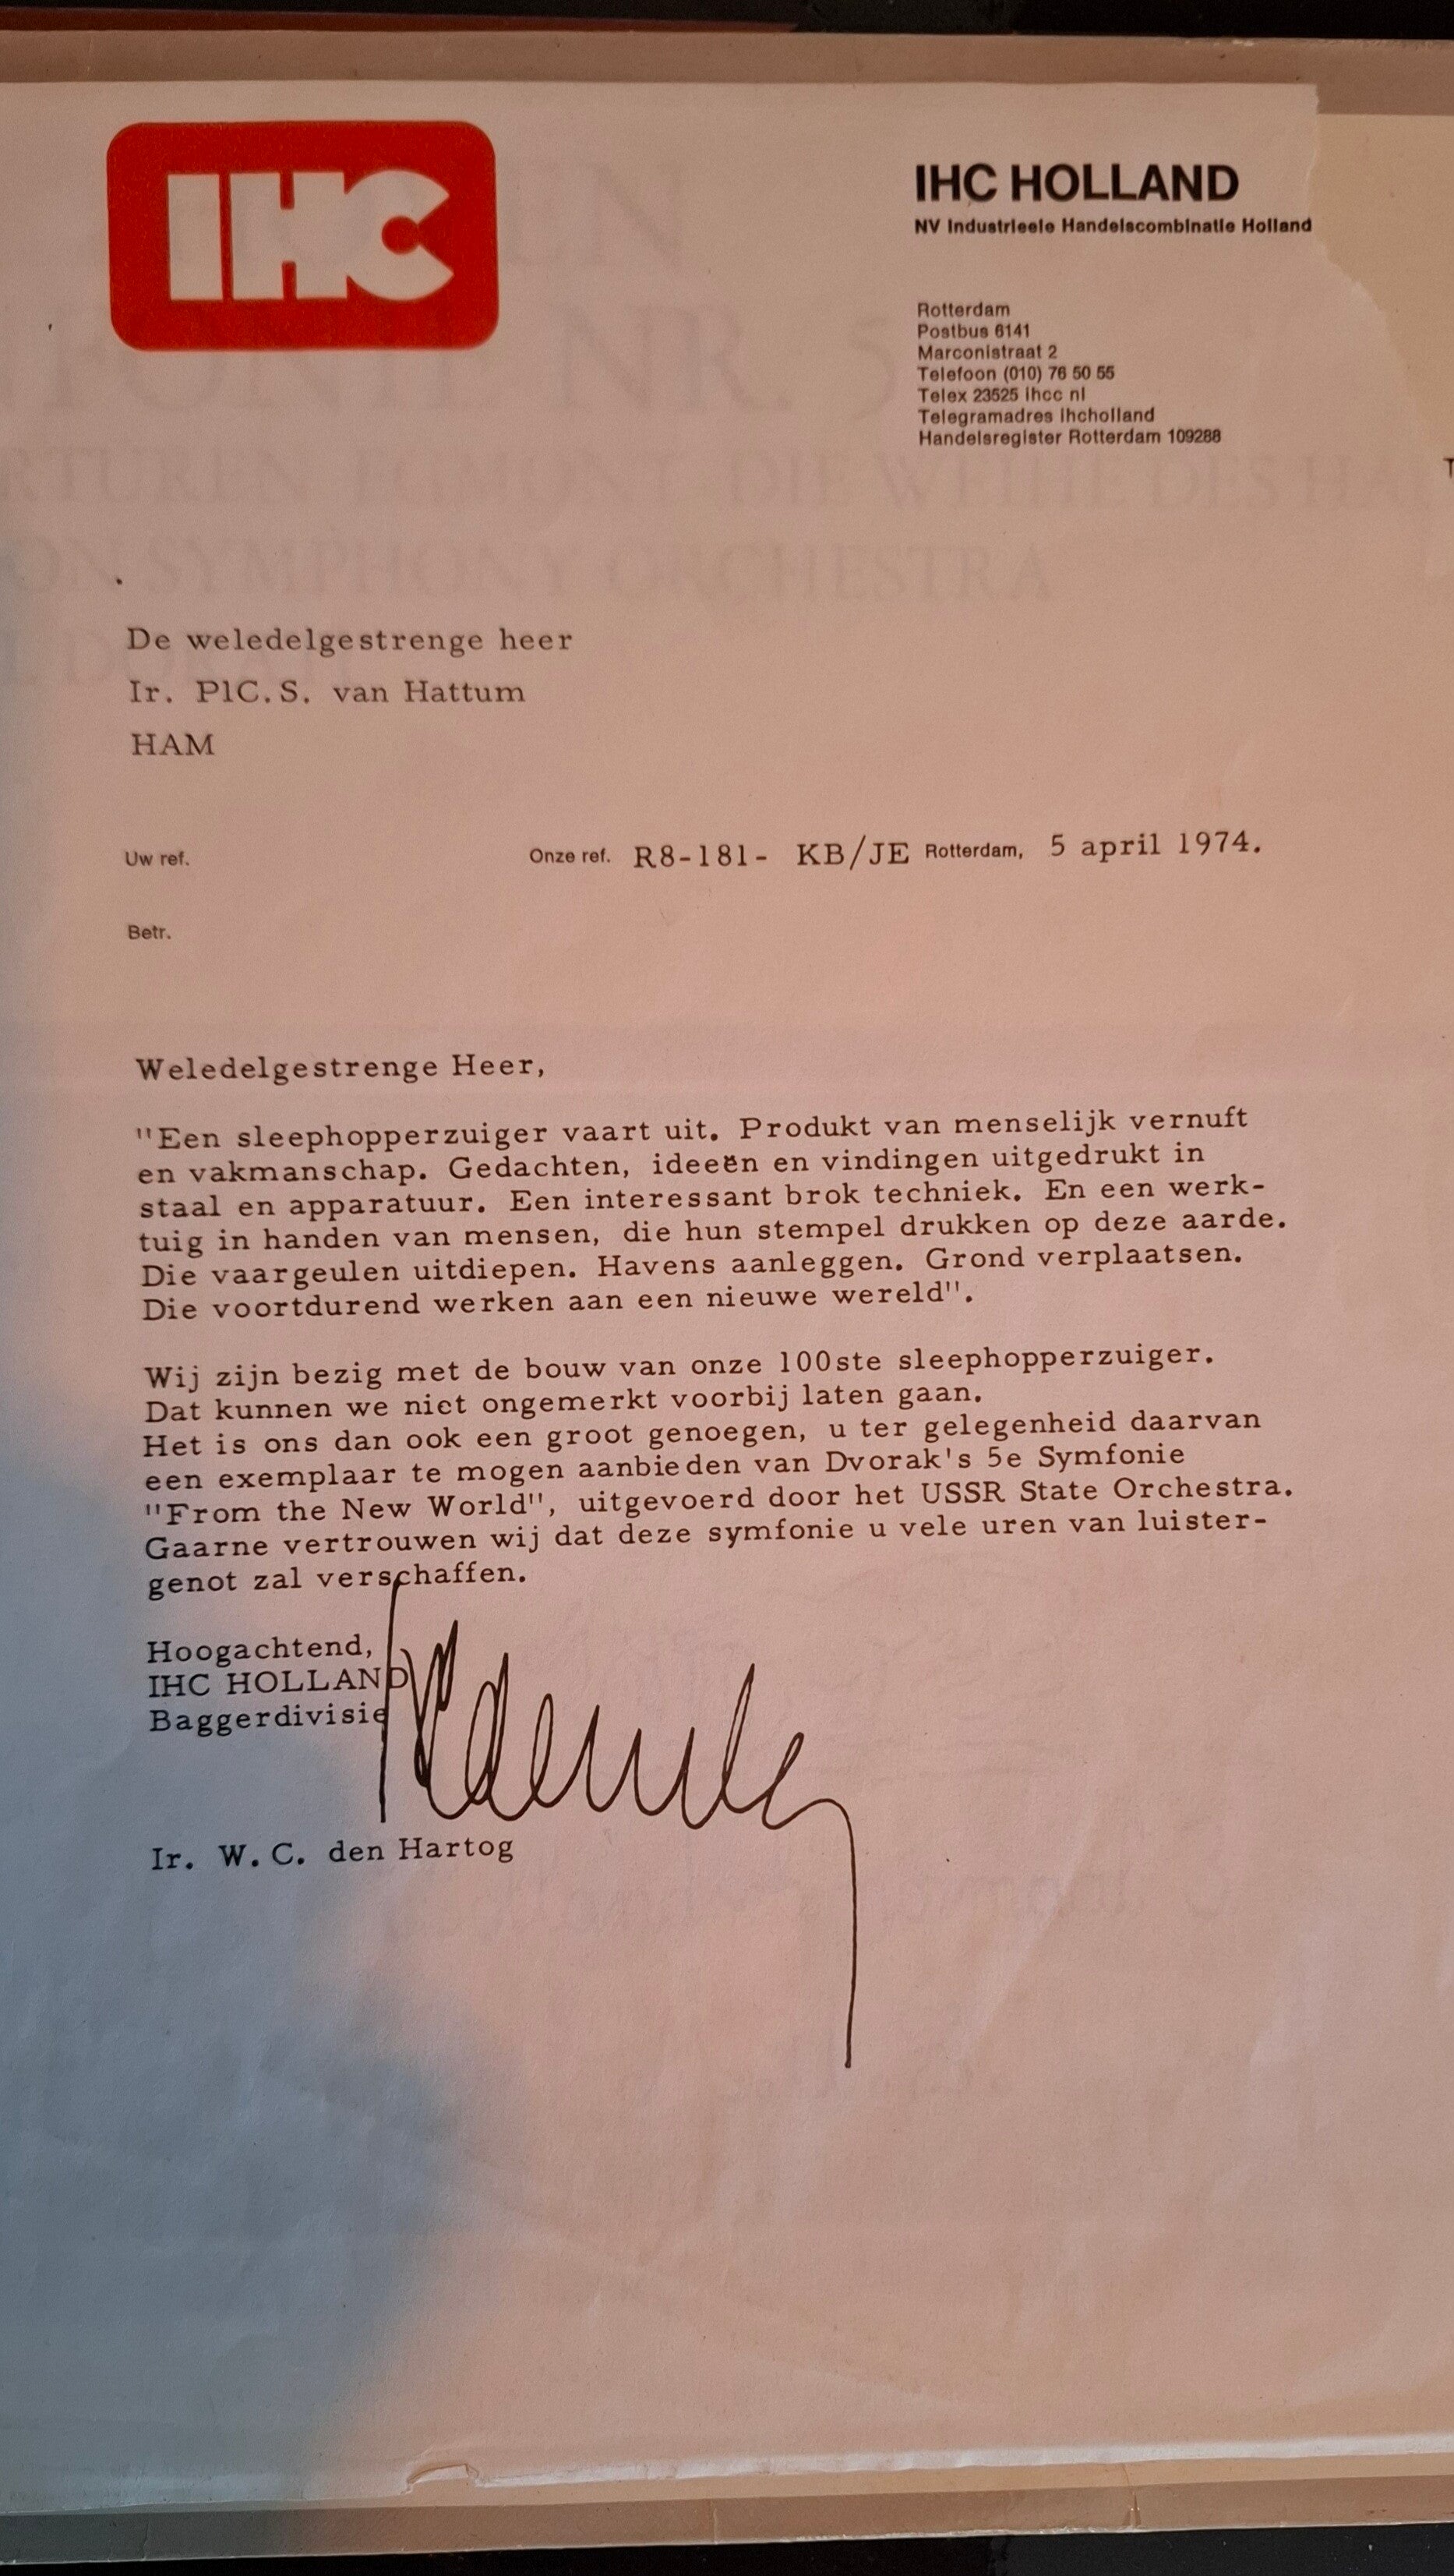 IHC
IHC HOLLAND
NV Industrieele Handelscombinatie Holland
Rotterdam
Postbus 6141
Marconistraat 2
Telefoon (010) 76 50 55
Telex 23525 ihcc nl
Telegramadres ihcholland
Handelsregister Rotterdam 109288
NR. 5
DIE WEIHE DES
SYMPHONY ORCHESTRA
De weledelgestrenge heer
Ir. PlC.S. van Hattum
HAM
Uw ref. Onze ref. R8-181- KB/JE Rotterdam, 5 april 1974.
Betr.
Weledelgestrenge Heer,
"Een sleephopperzuiger vaart uit. Produkt van menselijk vernuft
en vakmanschap. Gedachten, ideeën en vindingen uitgedrukt in
staal en apparatuur. Een interessant brok techniek. En een werk-
tuig in handen van mensen, die hun stempel drukken op deze aarde.
Die vaargeulen uitdiepen. Havens aanleggen. Grond verplaatsen.
Die voortdurend werken aan een nieuwe wereld".
Wij zijn bezig met de bouw van onze 100ste sleephopperzuiger.
Dat kunnen we niet ongemerkt voorbij laten gaan.
Het is ons dan ook een groot genoegen, u ter gelegenheid daarvan
een exemplaar te mogen aanbieden van Dvorak's 5e Symfonie
"From the New World", uitgevoerd door het USSR State Orchestra.
Gaarne vertrouwen wij dat deze symfonie u vele uren van luister-
genot zal verschaffen.
Hoogachtend,
IHC HOLLAND
Baggerdivisie
Ir. W.C. den Hartog